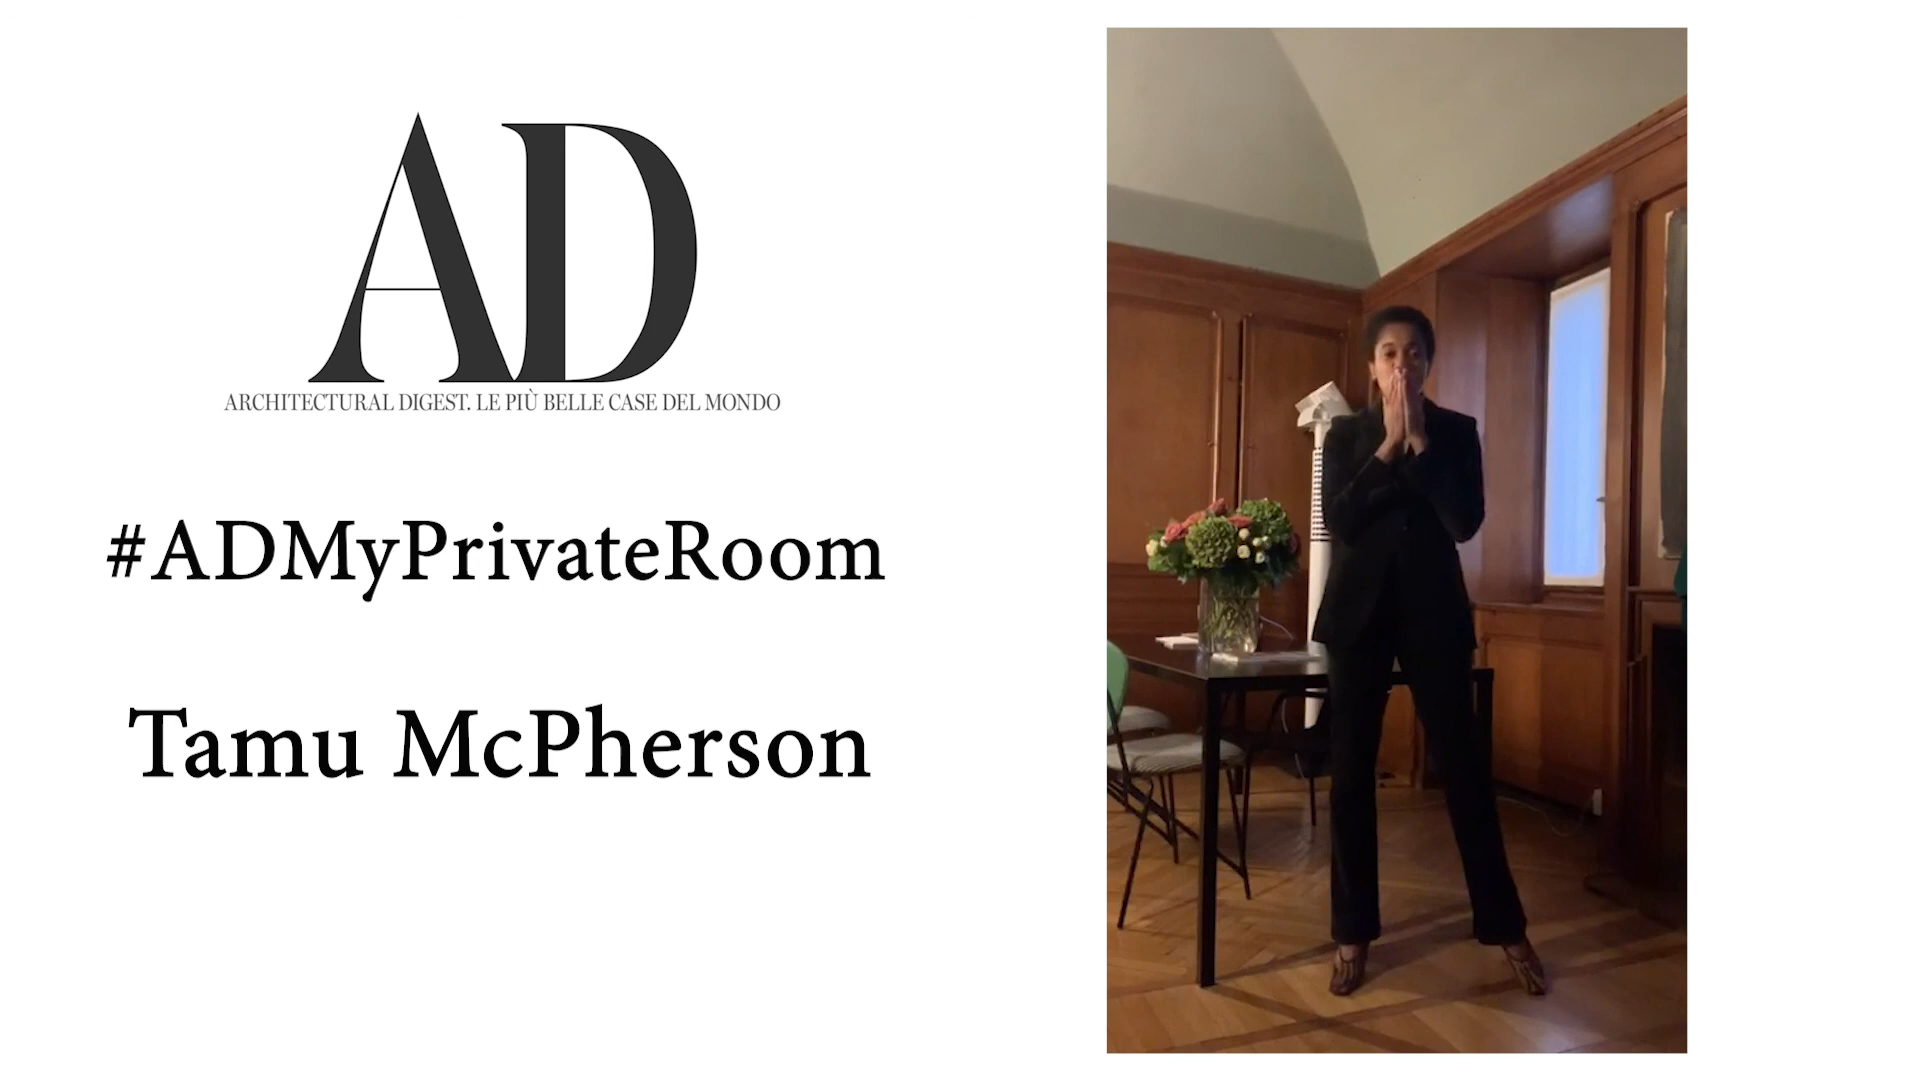 AD
ARCHITECTURAL DIGEST. LE PIÙ BELLE CASE DEL MONDO
#ADMyPrivateRoom
Tamu McPherson